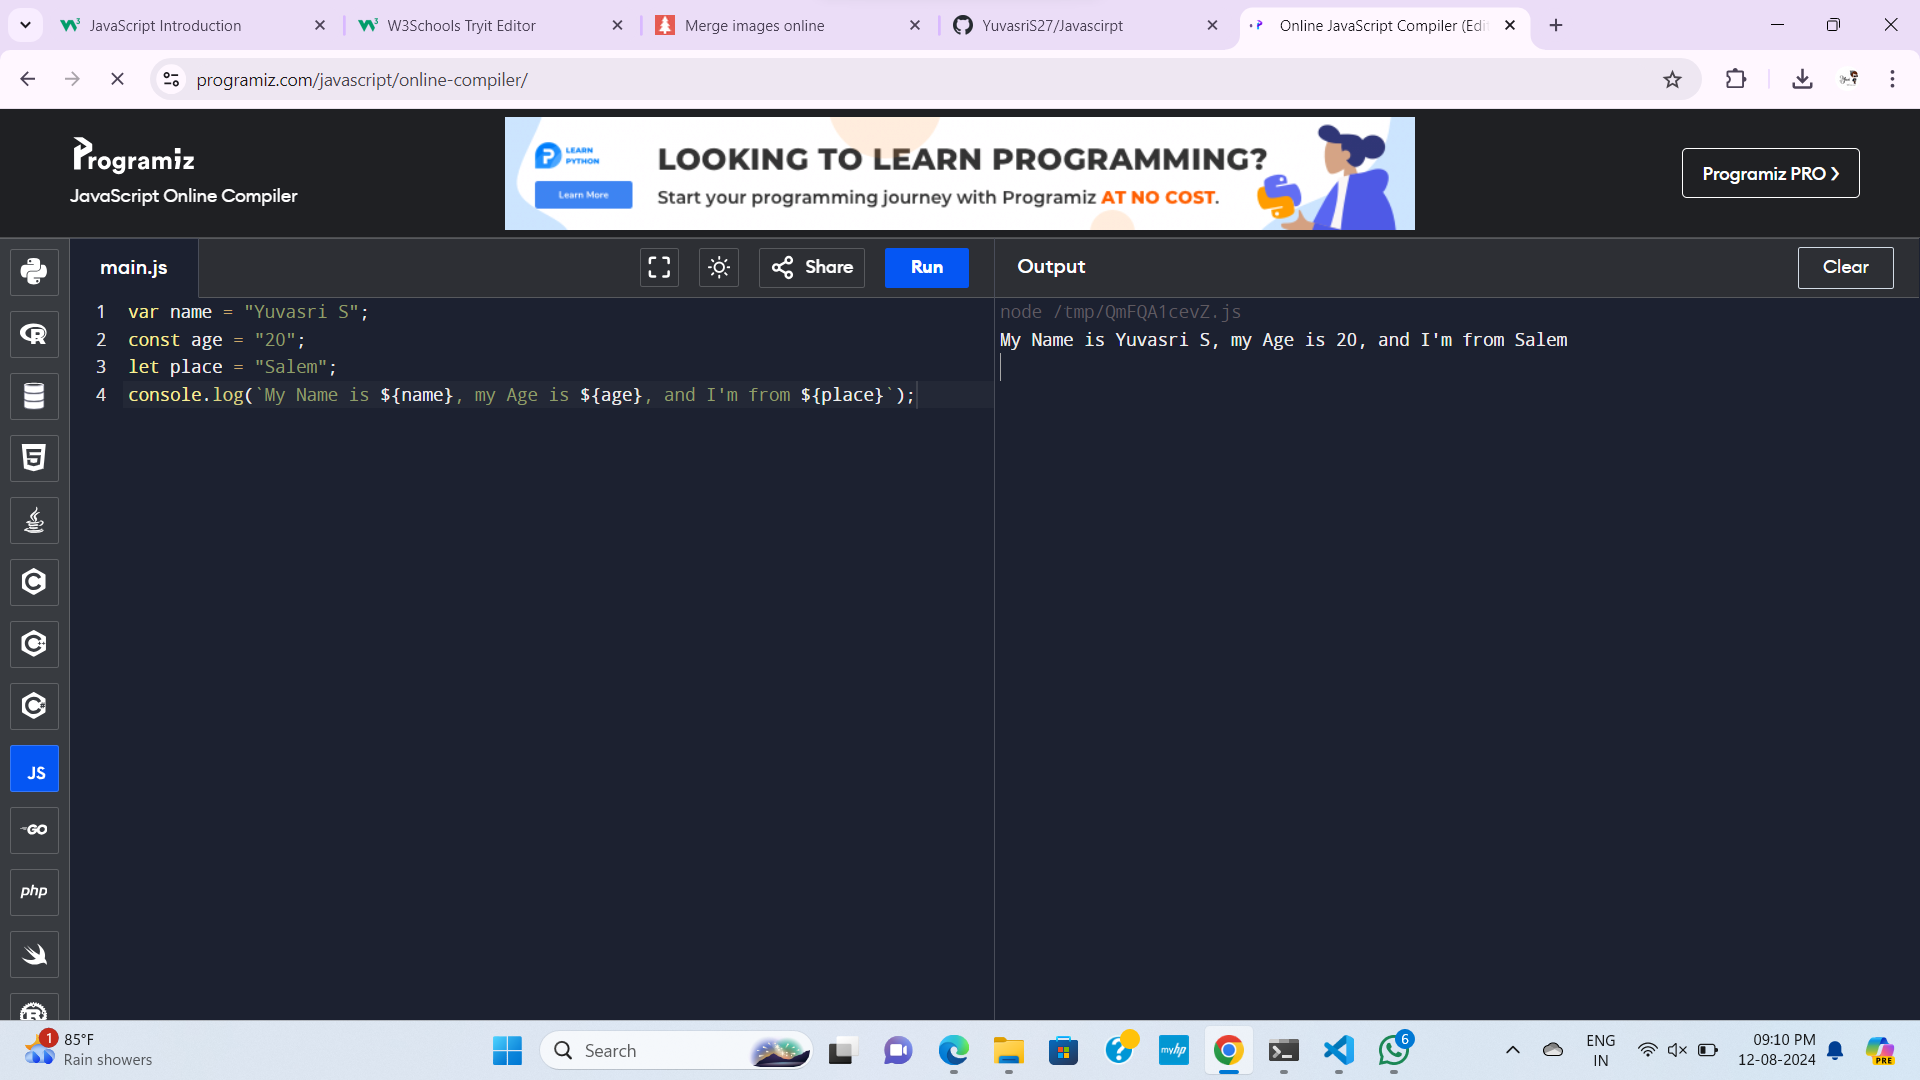 JavaScript Introduction
W3Schools Tryit Editor
Merge images online
YuvasriS27/Javascirpt
Online JavaScript Compiler (Edi
programiz.com/javascript/online-compiler/
Programiz
JavaScript Online Compiler
LEARN
PYTHON
Learn More
LOOKING TO LEARN PROGRAMMING?
Start your programming journey with Programiz AT NO COST.
Programiz PRO
main.js
Share
Run
Output
Clear
1 var name = "Yuvasri S";
2 const age = "20";
3 let place = "Salem";
4 console.log(`My Name is ${name}, my Age is ${age}, and I'm from ${place}`);
node /tmp/QmFQA1cevZ.js
My Name is Yuvasri S, my Age is 20, and I'm from Salem
JS
GO
php
1
85°F
Rain showers
Search
myhp
6
ENG
IN
09:10 PM
12-08-2024
PRE